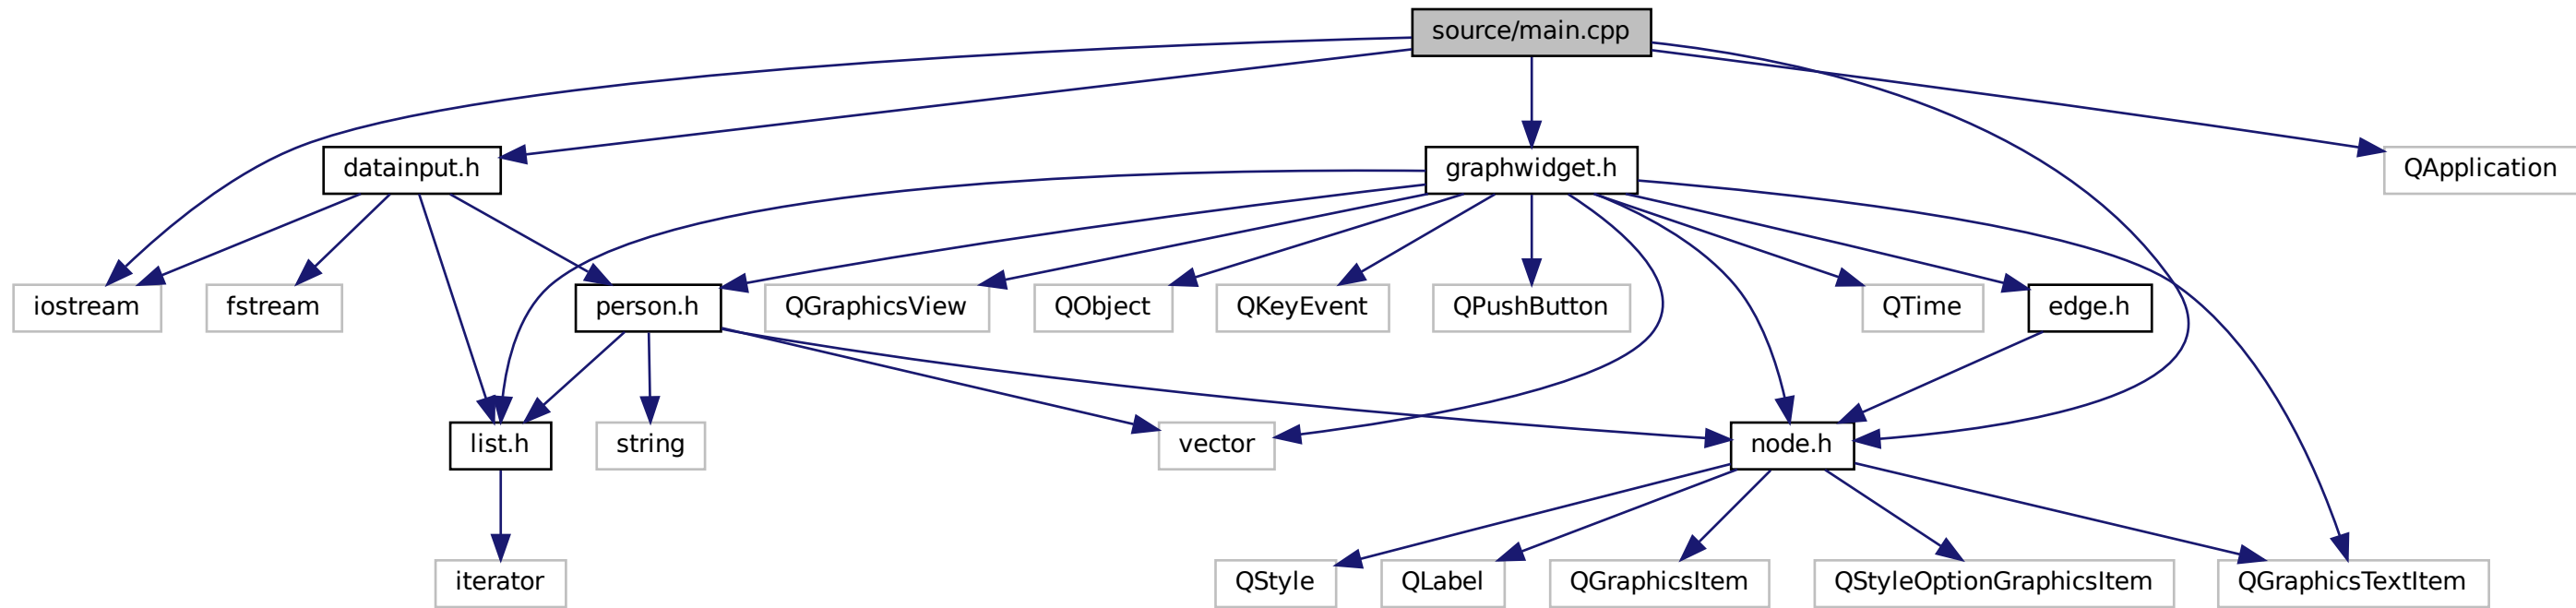 source/main.cpp
datainput.h
graphwidget.h
QApplication
iostream
fstream
person.h
QGraphicsView
QObject
QKeyEvent
QPushButton
QTime
edge.h
list.h
string
vector
node.h
iterator
QStyle
QLabel
QGraphicsItem
QStyleOptionGraphicsItem
QGraphicsTextItem